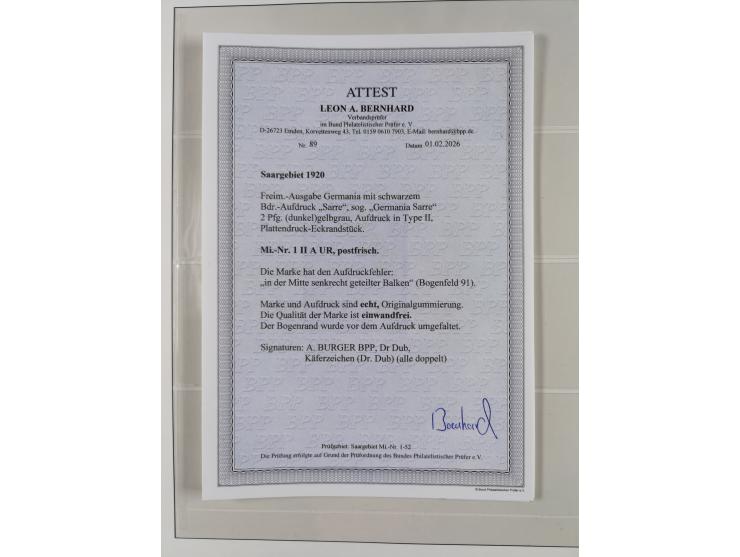 ATTEST
LEON A. BERNHARD
Verbandsprüfer
im Bund Philatelistischer Prüfer e. V.
D-26723 Emden, Korvettenweg 43, Tel. 0159 0610 7903, E-Mail: bernhard@bpp.de
Nr. 89 Datum 01.02.2026
Saargebiet 1920
Freim.-Ausgabe Germania mit schwarzem
Bdr.-Aufdruck „Sarre“, sog. „Germania Sarre“
2 Pfg. (dunkel)gelbgrau, Aufdruck in Type II,
Plattendruck-Eckrandstück.
Mi.-Nr. 1 II A UR, postfrisch.
Die Marke hat den Aufdruckfehler:
„in der Mitte senkrecht geteilter Balken“ (Bogenfeld 91).
Marke und Aufdruck sind echt, Originalgummierung.
Die Qualität der Marke ist einwandfrei.
Der Bogenrand wurde vor dem Aufdruck umgefaltet.
Signaturen: A. BURGER BPP, Dr Dub,
Käferzeichen (Dr. Dub) (alle doppelt)
Bernhard
Prüfgebiet: Saargebiet Mi.-Nr. 1-52
Die Prüfung erfolgte auf Grund der Prüfordnung des Bundes Philatelistischer Prüfer e.V.
© Bund Philatelistischer Prüfer e.V.